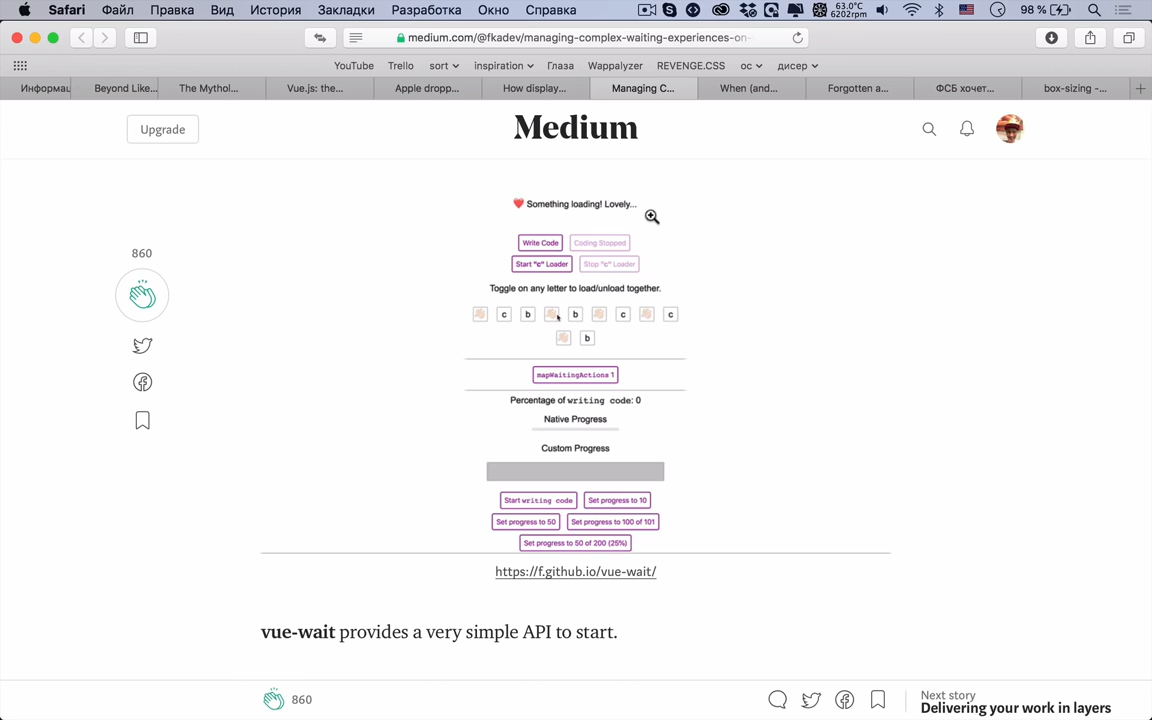 Safari Файл Правка Вид История Закладки Разработка Окно Справка 63.0°C 6202rpm 98 %
medium.com/@fkadev/managing-complex-waiting-experiences-on-
YouTube Trello sort inspiration Глаза Wappalyzer REVENGE.CSS ос дисер
Информац Beyond Like... The Mythol... Vue.js: the... Apple dropp... How display... Managing C... When (and... Forgotten a... ФСБ хочет... box-sizing -...
Upgrade Medium
❤️ Something loading! Lovely...
Write Code Coding Stopped
Start "c" Loader Stop "c" Loader
Toggle on any letter to load/unload together.
c b b c c
b
mapWaitingActions 1
Percentage of writing code: 0
Native Progress
Custom Progress
Start writing code Set progress to 10
Set progress to 50 Set progress to 100 of 101
Set progress to 50 of 200 (25%)
860
https://f.github.io/vue-wait/
vue-wait provides a very simple API to start.
860
Next story
Delivering your work in layers